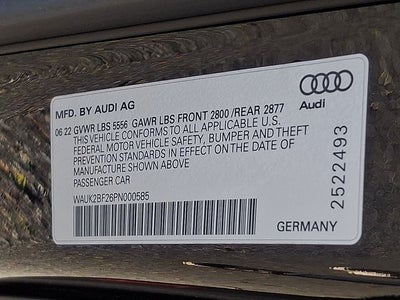 MFD. BY AUDI AG
06 22 GVWR LBS 5556 GAWR LBS FRONT 2800 /REAR 2877
THIS VEHICLE CONFORMS TO ALL APPLICABLE U.S.
FEDERAL MOTOR VEHICLE SAFETY, BUMPER AND THEFT
PREVENTION STANDARDS IN EFFECT ON THE DATE OF
MANUFACTURE SHOWN ABOVE
PASSENGER CAR
WAUK2BF26PN000585
Audi
2522493
GERMANY